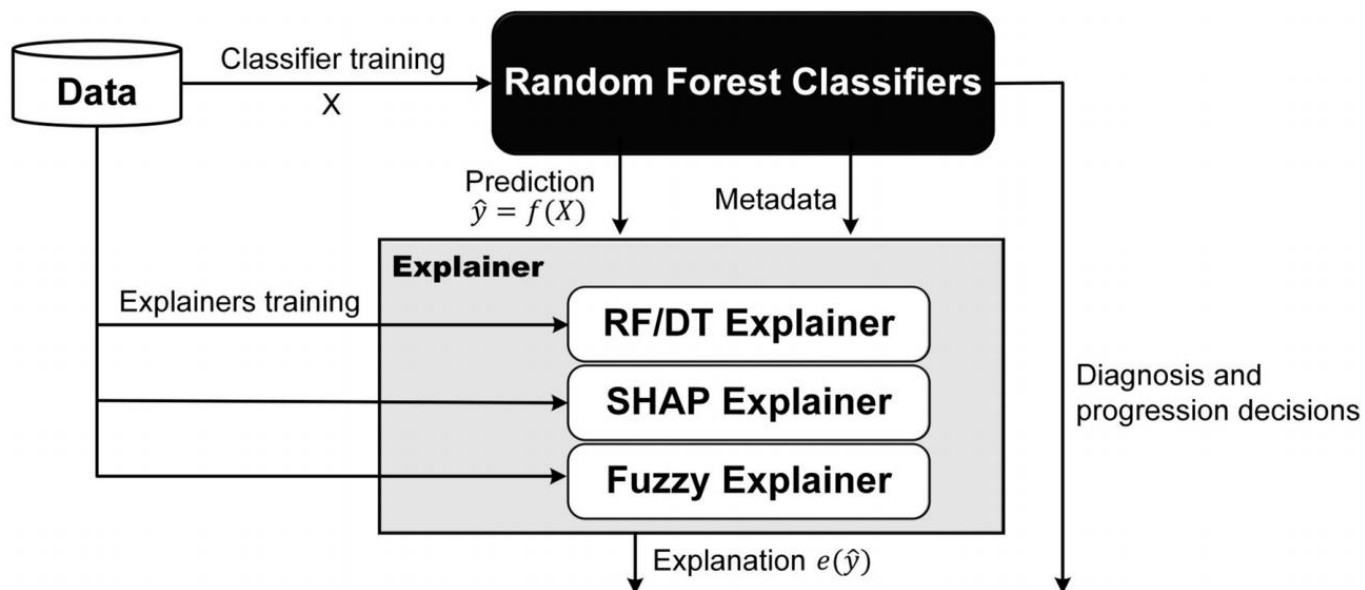 Data
Classifier training
X
Random Forest Classifiers
Prediction
ŷ = f(X)
Metadata
Explainer
Explainers training
RF/DT Explainer
SHAP Explainer
Fuzzy Explainer
Diagnosis and
progression decisions
Explanation e(ŷ)